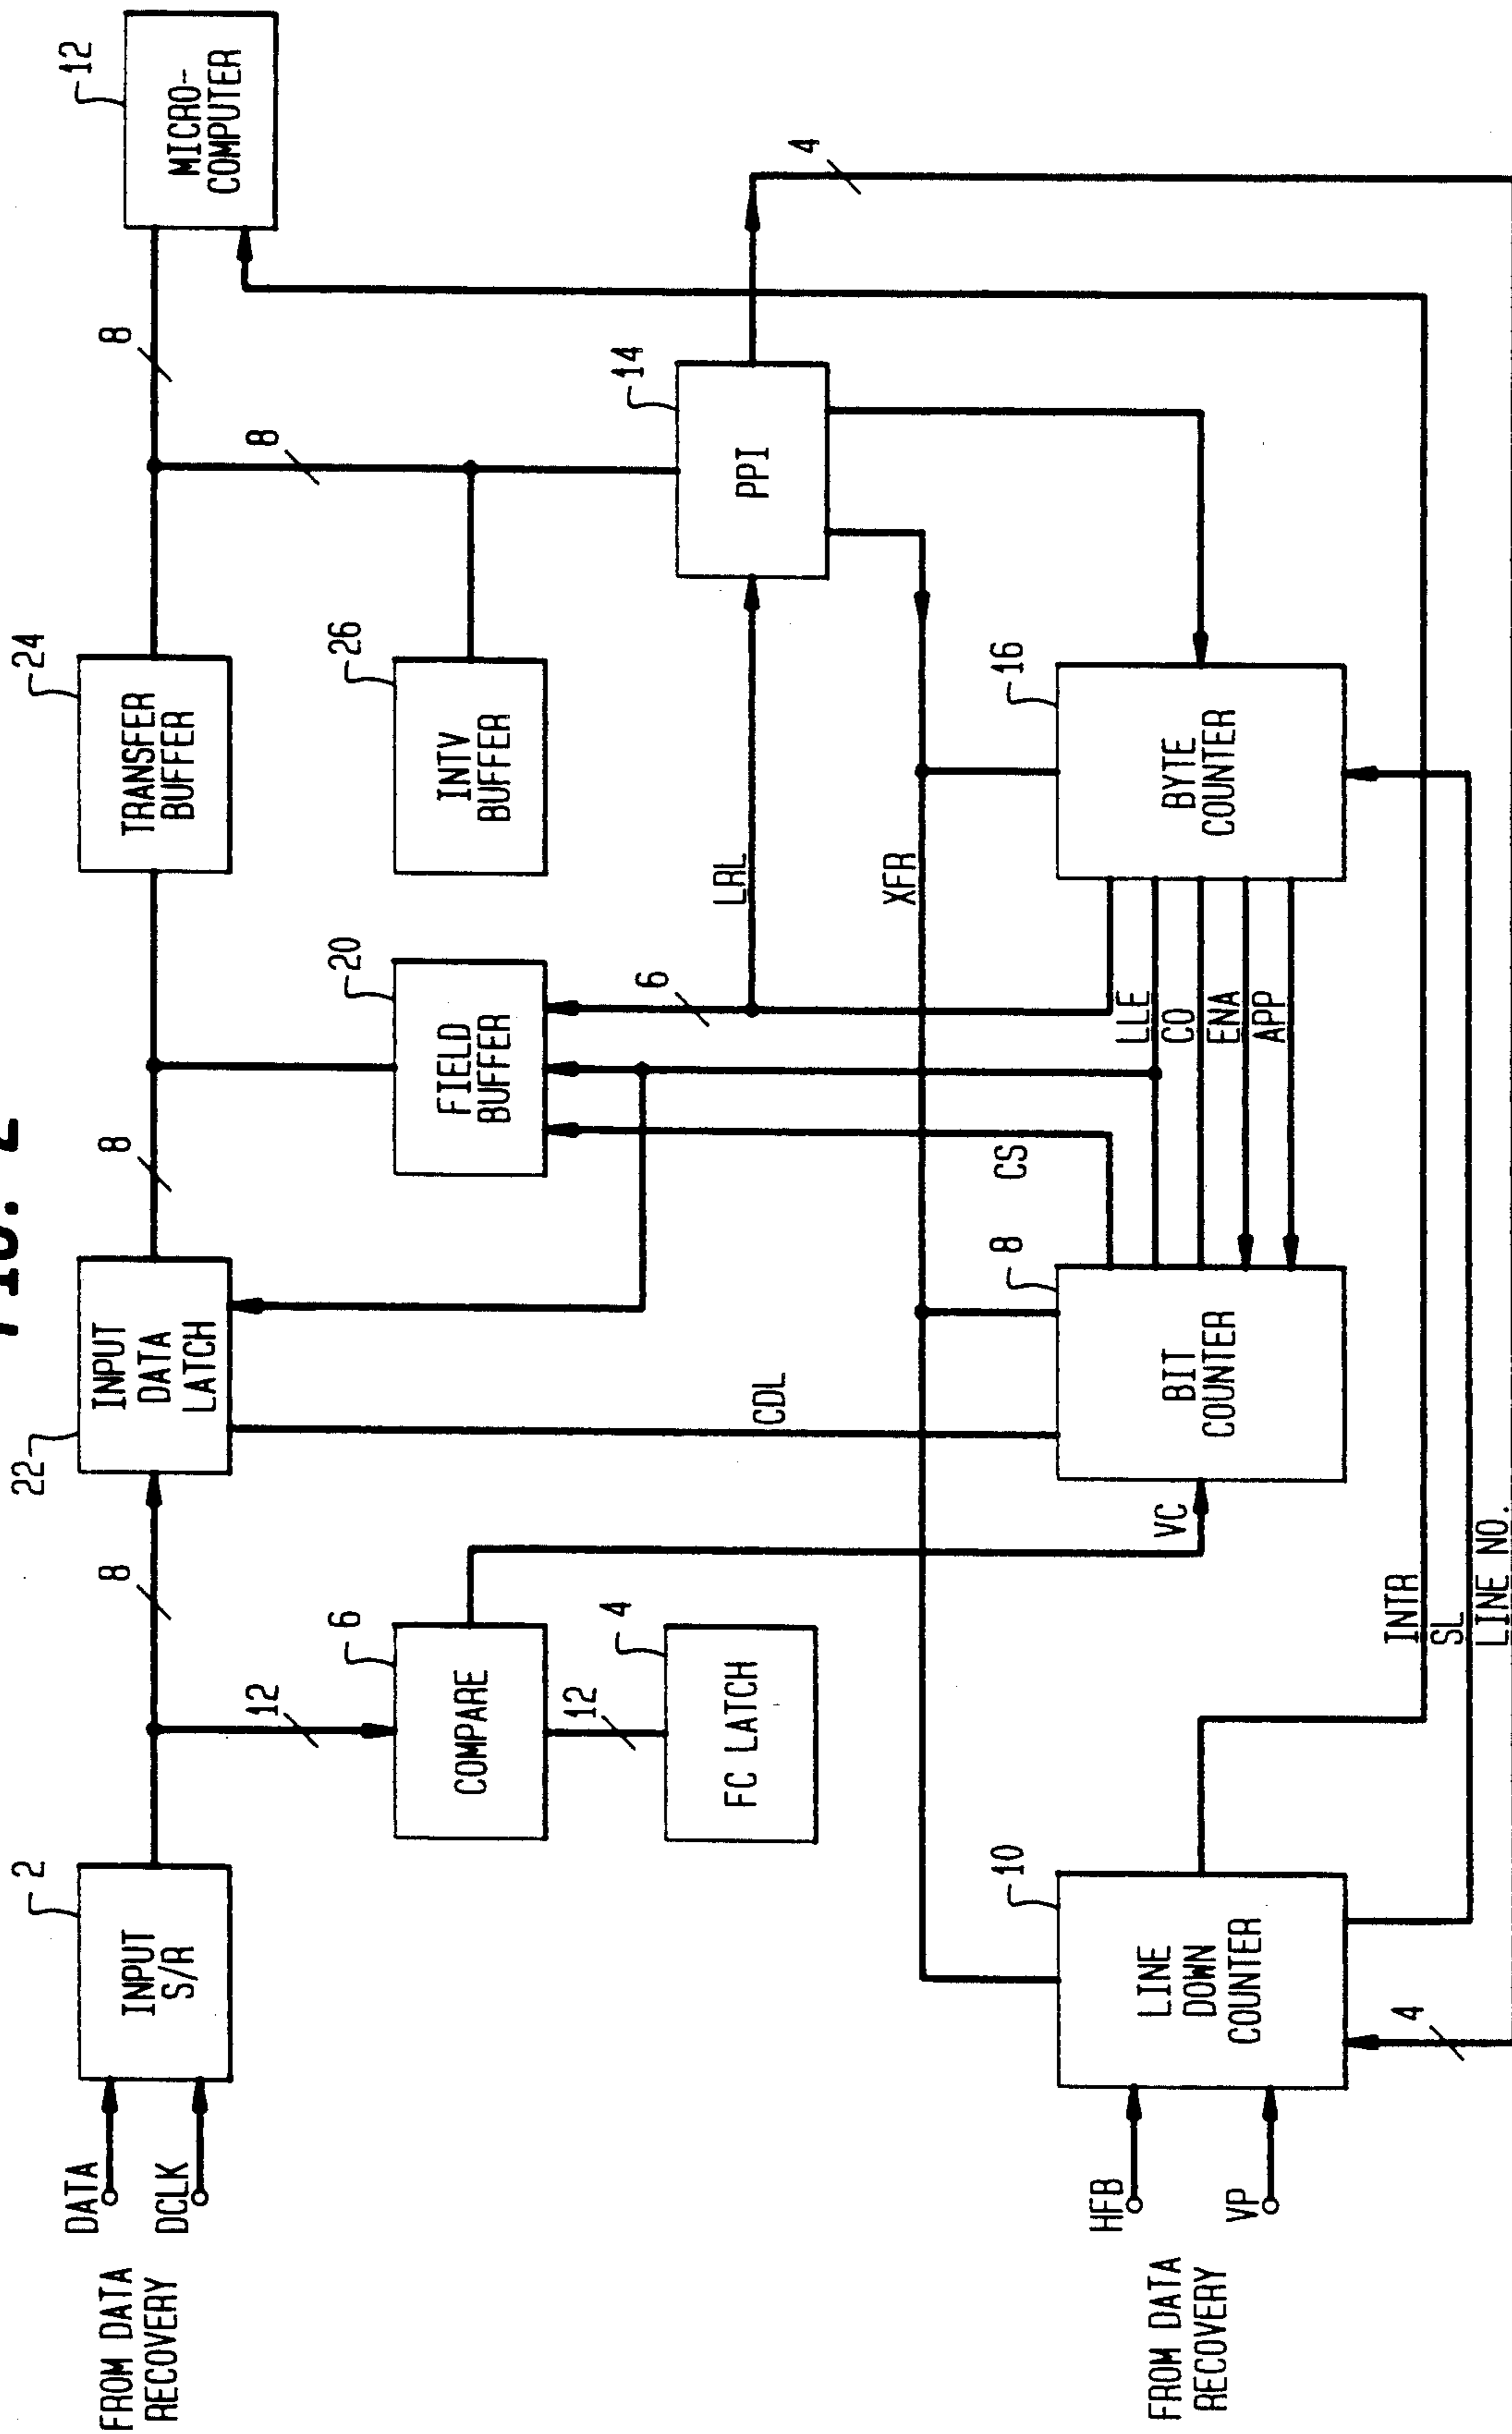 FIG. 2
FROM DATA
RECOVERY
DATA
DCLK
2
INPUT
S/R
8
22
INPUT
DATA
LATCH
8
24
TRANSFER
BUFFER
8
12
MICRO-
COMPUTER
12
6
COMPARE
12
4
FC LATCH
20
FIELD
BUFFER
6
26
INTV
BUFFER
8
14
PPI
4
LRL
CDL
CS
XFR
VC
8
BIT
COUNTER
LLE
CO
ENA
APP
16
BYTE
COUNTER
FROM DATA
RECOVERY
HFB
VP
10
LINE
DOWN
COUNTER
4
INTR
SL
LINE NO.